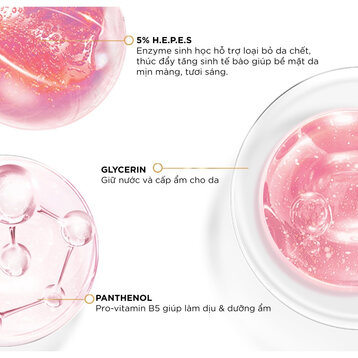 5% H.E.P.E.S
Enzyme sinh học hỗ trợ loại bỏ da chết,
thúc đẩy tăng sinh tế bào giúp bề mặt da
mịn màng, tươi sáng.
GLYCERIN
Giữ nước và cấp ẩm cho da
PANTHENOL
Pro-vitamin B5 giúp làm dịu & dưỡng ẩm